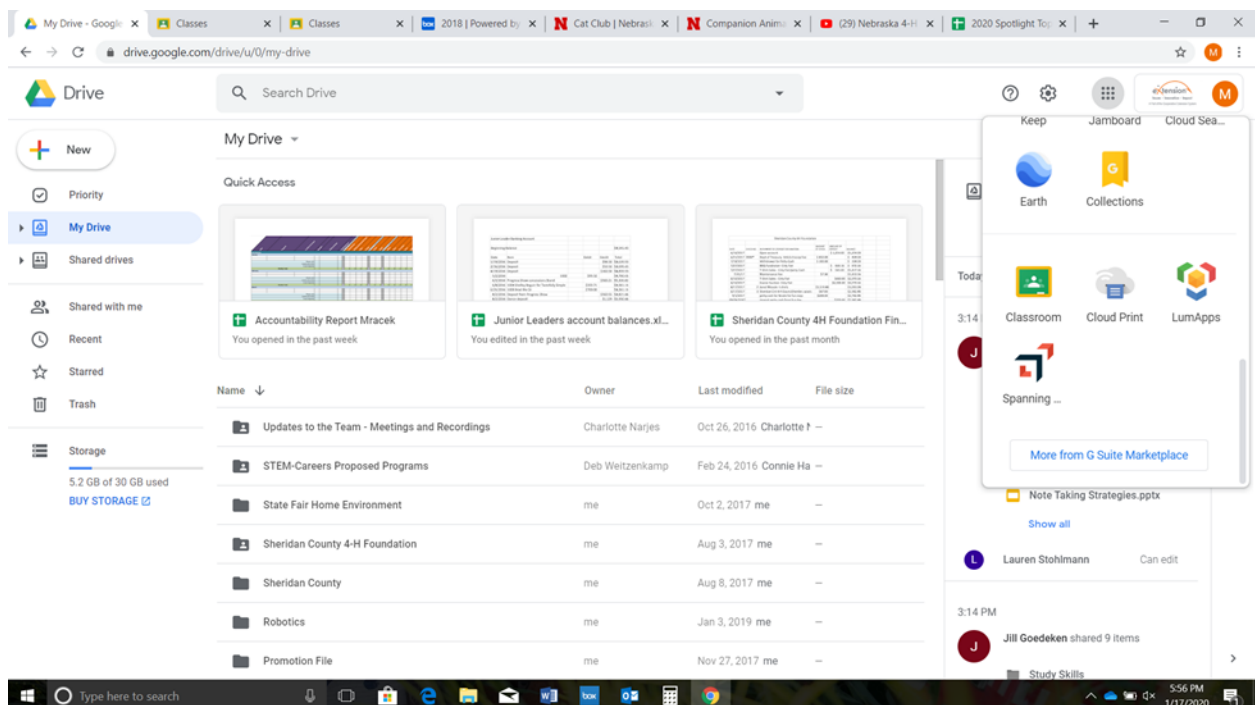 My Drive - Google
Classes
Classes
box 2018 | Powered by
N Cat Club | Nebrask
N Companion Anima
(29) Nebraska 4-H
2020 Spotlight Top
drive.google.com/drive/u/0/my-drive
M
Drive
Search Drive
eXtension
M
New
My Drive
Priority
My Drive
Shared drives
Shared with me
Recent
Starred
Trash
Storage
5.2 GB of 30 GB used
BUY STORAGE
Quick Access
Accountability Report Mracek
You opened in the past week
Junior Leaders account balances.xl...
You edited in the past week
Sheridan County 4H Foundation Fin...
You opened in the past month
Name Owner Last modified File size
Updates to the Team - Meetings and Recordings Charlotte Narjes Oct 26, 2016 Charlotte —
STEM-Careers Proposed Programs Deb Weitzenkamp Feb 24, 2016 Connie Ha —
State Fair Home Environment me Oct 2, 2017 me —
Sheridan County 4-H Foundation me Aug 3, 2017 me —
Sheridan County me Aug 8, 2017 me —
Robotics me Jan 3, 2019 me —
Promotion File me Nov 27, 2017 me —
Keep Jamboard Cloud Sea...
G
Earth Collections
Classroom Cloud Print LumApps
Spanning ...
More from G Suite Marketplace
Toda
3:14
J
Note Taking Strategies.pptx
Show all
L Lauren Stohlmann Can edit
3:14 PM
J Jill Goedeken shared 9 items
Study Skills
Type here to search
box
5:56 PM
1/17/2020